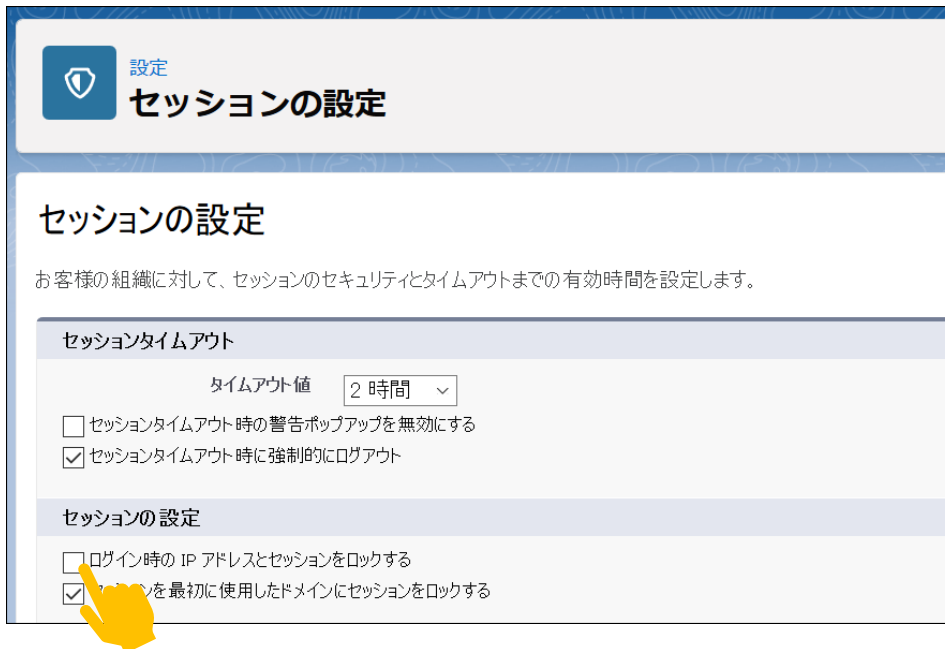 設定
セッションの設定
セッションの設定
お客様の組織に対して、セッションのセキュリティとタイムアウトまでの有効時間を設定します。
セッションタイムアウト
タイムアウト値 2 時間
セッションタイムアウト時の警告ポップアップを無効にする
セッションタイムアウト時に強制的にログアウト
セッションの設定
ログイン時の IP アドレスとセッションをロックする
ンを最初に使用したドメインにセッションをロックする